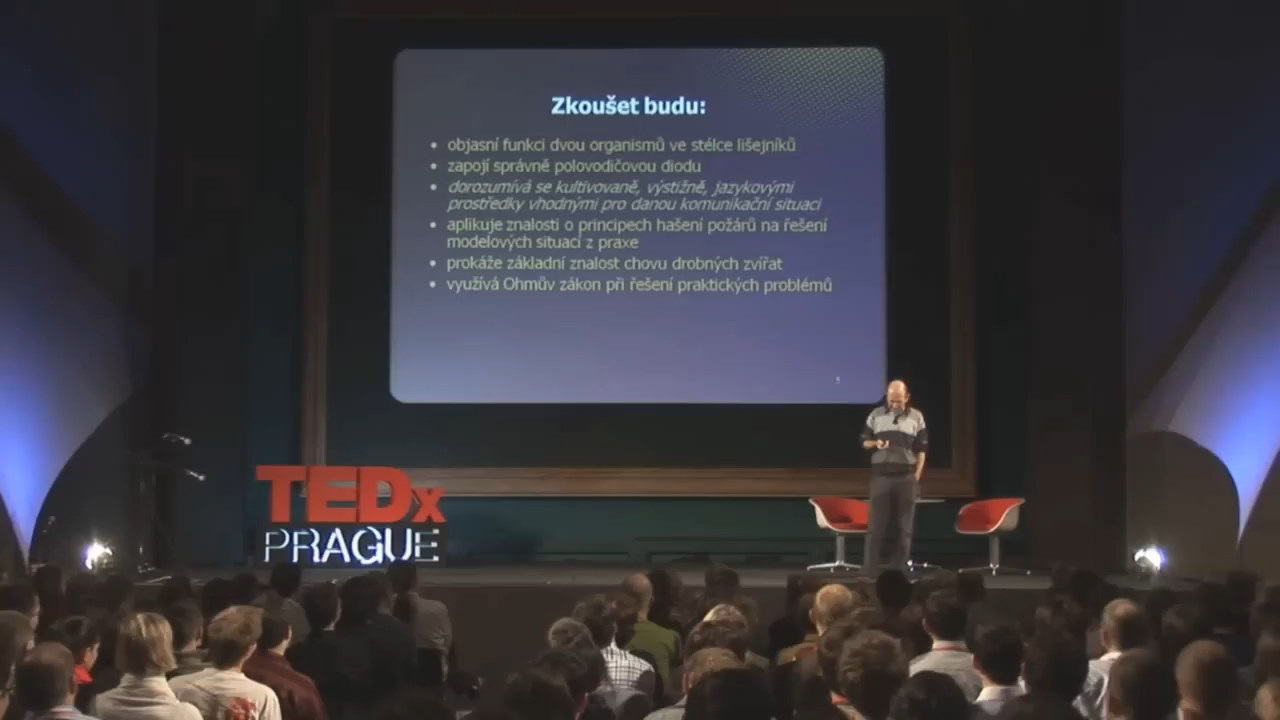 Zkoušet budu:
• objasní funkci dvou organismů ve stélce lišejníků
• zapojí správně polovodičovou diodu
• dorozumívá se kultivovaně, výstižně, jazykovými
prostředky vhodnými pro danou komunikační situaci
• aplikuje znalosti o principech hašení požárů na řešení
modelových situací z praxe
• prokáže základní znalost chovu drobných zvířat
• využívá Ohmův zákon při řešení praktických problémů
TEDx
PRAGUE